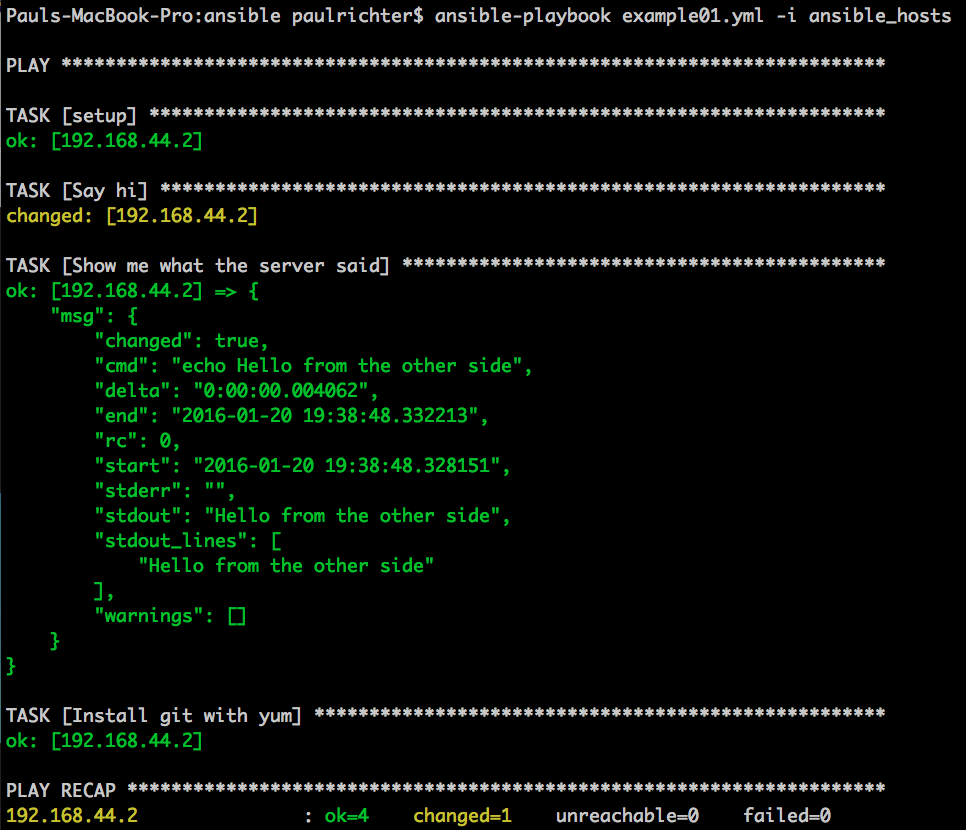 Pauls-MacBook-Pro:ansible paulrichter$ ansible-playbook example01.yml -i ansible_hosts
PLAY ***************************************************************************
TASK [setup] *******************************************************************
ok: [192.168.44.2]
TASK [Say hi] ******************************************************************
changed: [192.168.44.2]
TASK [Show me what the server said] ********************************************
ok: [192.168.44.2] => {
    "msg": {
        "changed": true,
        "cmd": "echo Hello from the other side",
        "delta": "0:00:00.004062",
        "end": "2016-01-20 19:38:48.332213",
        "rc": 0,
        "start": "2016-01-20 19:38:48.328151",
        "stderr": "",
        "stdout": "Hello from the other side",
        "stdout_lines": [
            "Hello from the other side"
        ],
        "warnings": []
    }
}
TASK [Install git with yum] ****************************************************
ok: [192.168.44.2]
PLAY RECAP *********************************************************************
192.168.44.2               : ok=4    changed=1    unreachable=0    failed=0